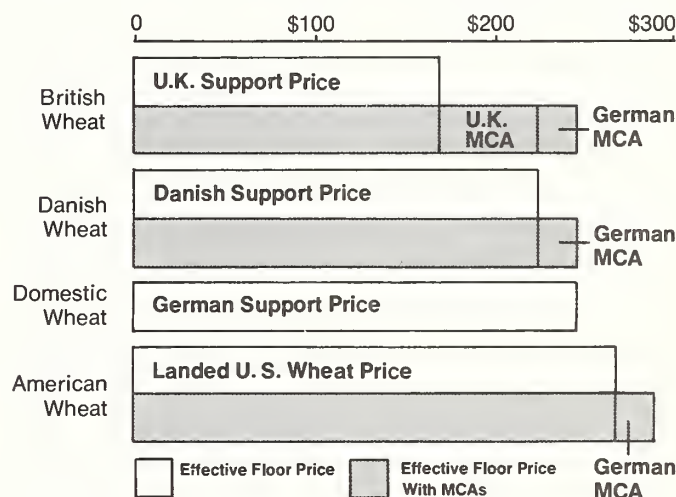 0 $100 $200 $300
British
Wheat
U.K. Support Price
U.K.
MCA
German
MCA
Danish
Wheat
Danish Support Price
German
MCA
Domestic
Wheat
German Support Price
American
Wheat
Landed U. S. Wheat Price
German
MCA
Effective Floor Price
Effective Floor Price
With MCAs